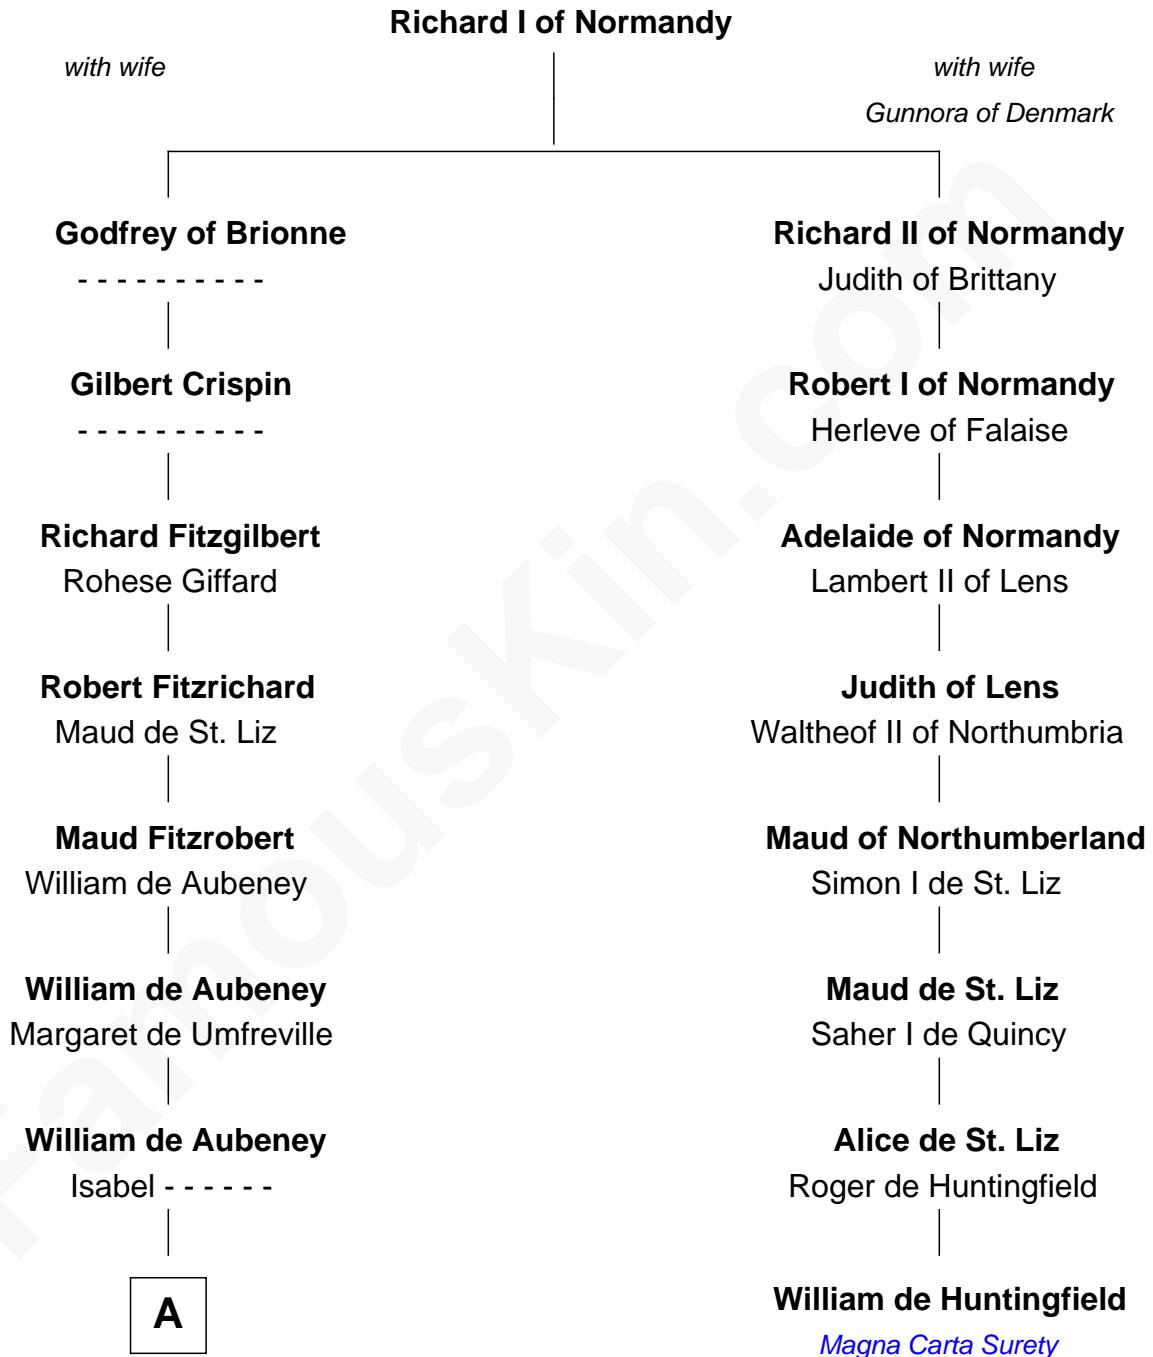 Richard I of Normandy
with wife
with wife
Gunnora of Denmark
Godfrey of Brionne
- - - - - - - - - -
Gilbert Crispin
- - - - - - - - - -
Richard Fitzgilbert
Rohese Giffard
Robert Fitzrichard
Maud de St. Liz
Maud Fitzrobert
William de Aubeney
William de Aubeney
Margaret de Umfreville
William de Aubeney
Isabel - - - - - -
A
Richard II of Normandy
Judith of Brittany
Robert I of Normandy
Herleve of Falaise
Adelaide of Normandy
Lambert II of Lens
Judith of Lens
Waltheof II of Northumbria
Maud of Northumberland
Simon I de St. Liz
Maud de St. Liz
Saher I de Quincy
Alice de St. Liz
Roger de Huntingfield
William de Huntingfield
Magna Carta Surety
FamousKin.com